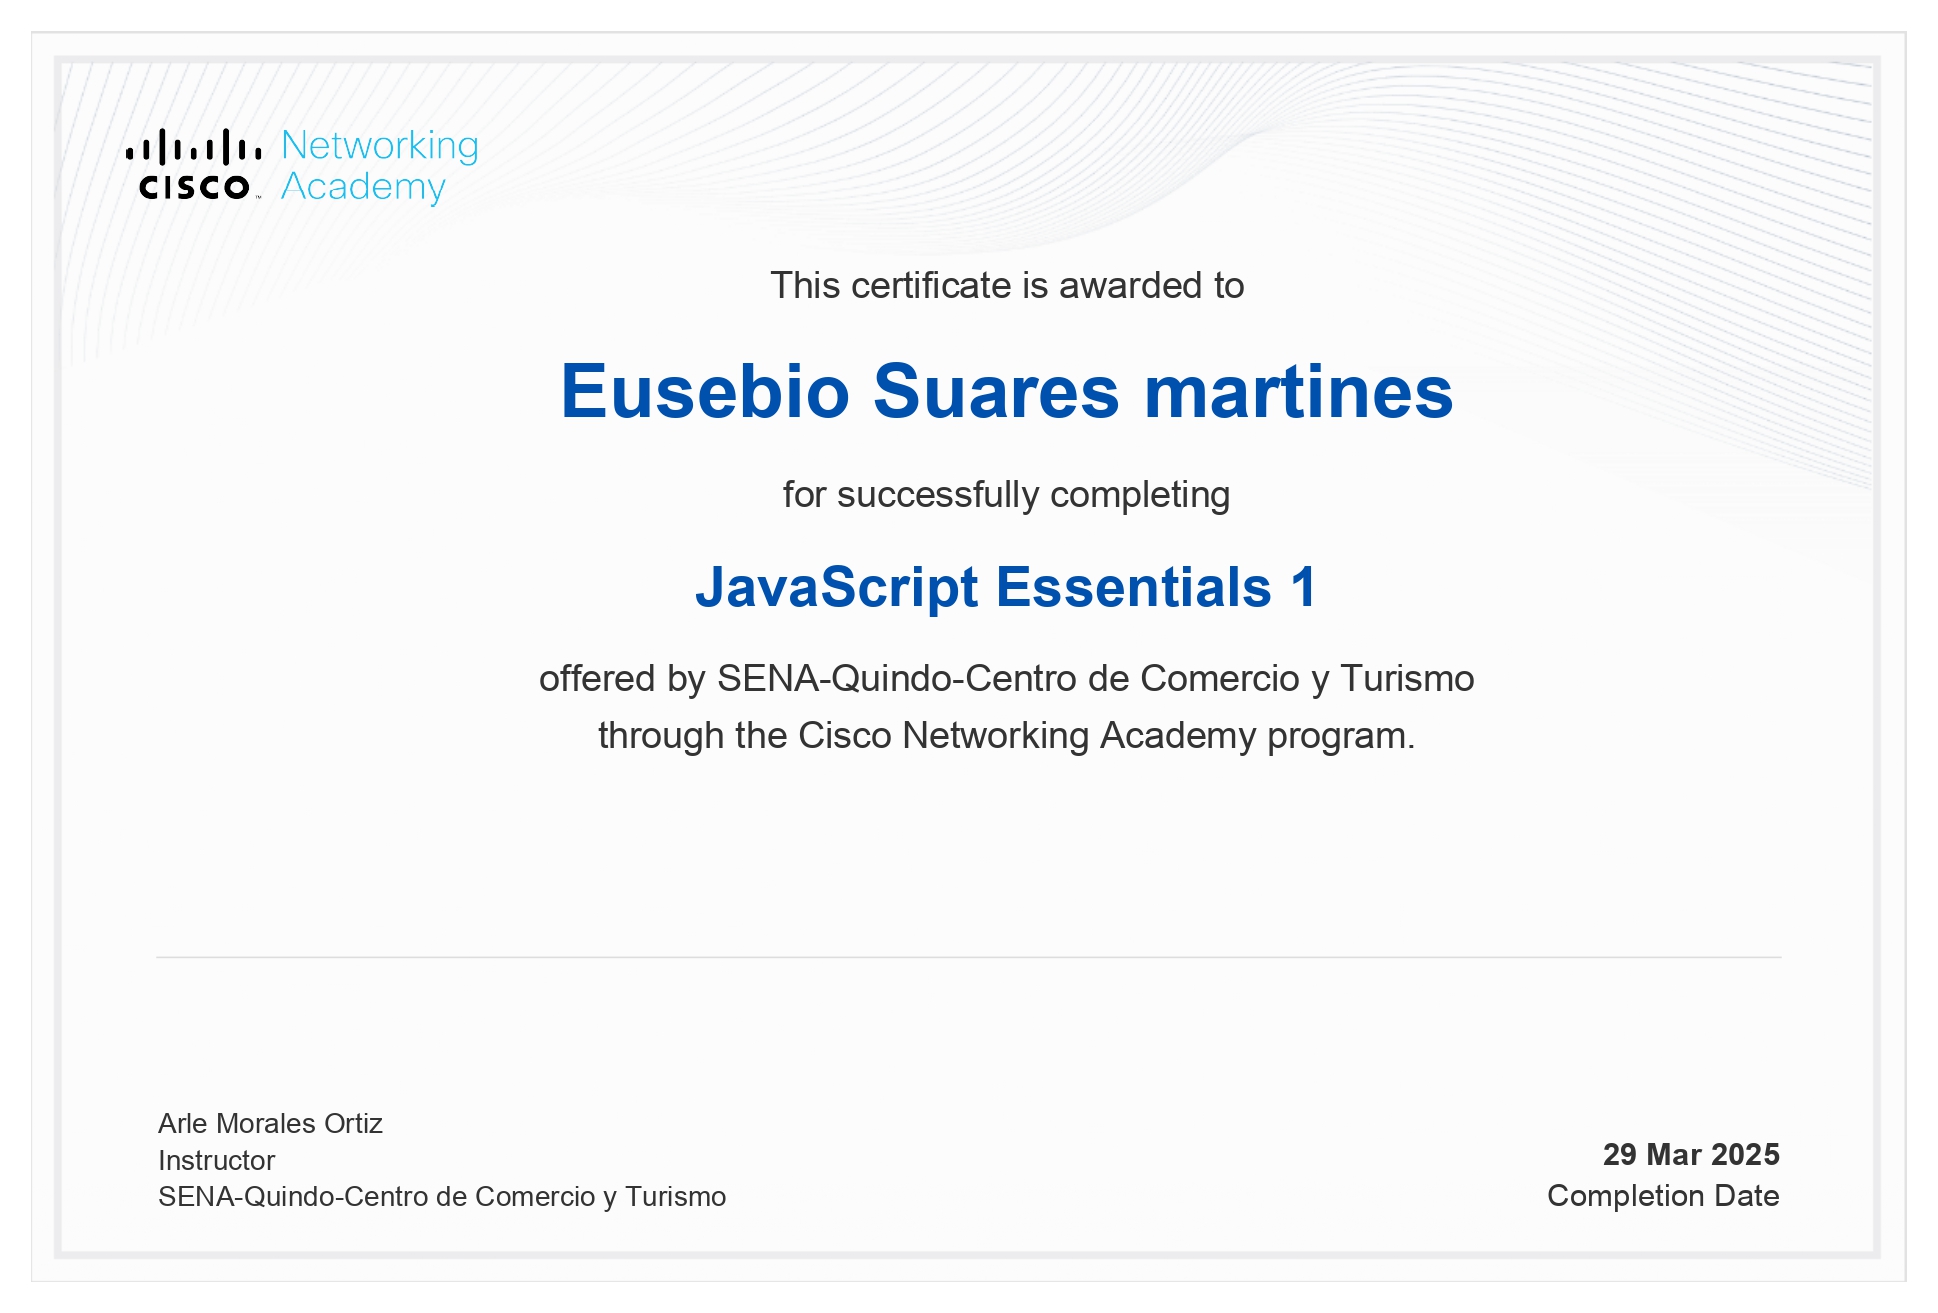 Networking
CISCO™ Academy
This certificate is awarded to
Eusebio Suares martines
for successfully completing
JavaScript Essentials 1
offered by SENA-Quindo-Centro de Comercio y Turismo
through the Cisco Networking Academy program.
Arle Morales Ortiz
Instructor
SENA-Quindo-Centro de Comercio y Turismo
29 Mar 2025
Completion Date